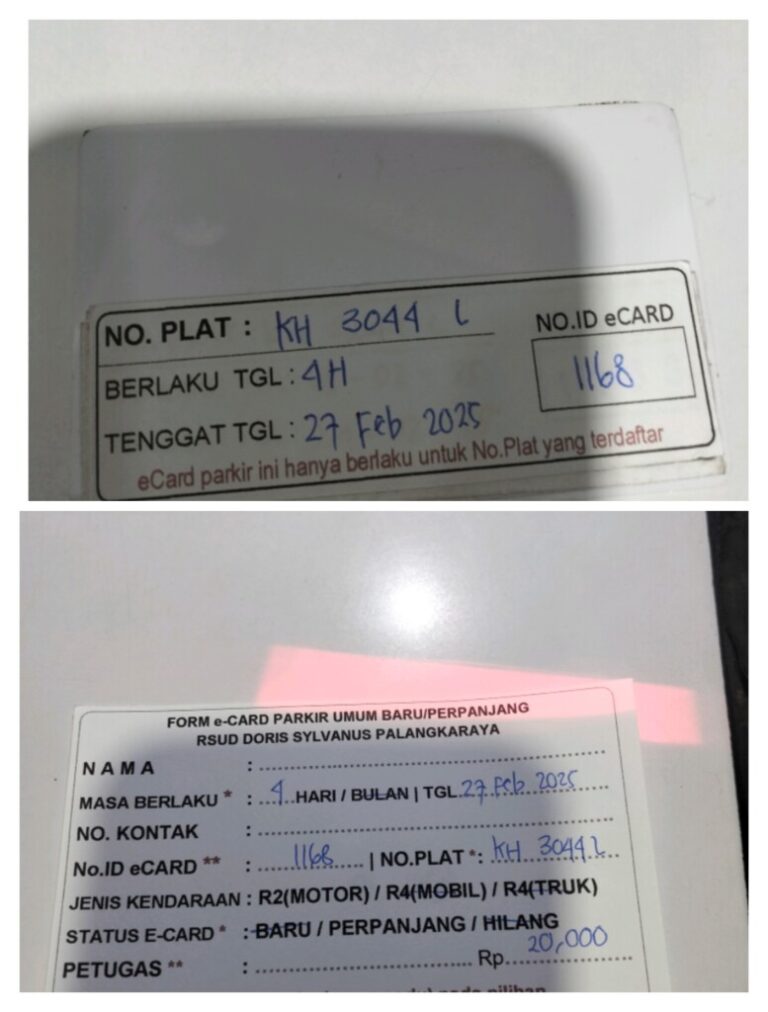 NO. PLAT : KH 3044 L
NO.ID eCARD
BERLAKU TGL : 4H
1168
TENGGAT TGL : 27 Feb 2025
eCard parkir ini hanya berlaku untuk No.Plat yang terdaftar
FORM e-CARD PARKIR UMUM BARU/PERPANJANG
RSUD DORIS SYLVANUS PALANGKARAYA
NAMA :
MASA BERLAKU * : 4 HARI / BULAN | TGL 27 Feb 2025
NO. KONTAK :
No.ID eCARD ** : 1168 | NO.PLAT *: KH 3044 L
JENIS KENDARAAN : R2(MOTOR) / R4(MOBIL) / R4(TRUK)
STATUS E-CARD * : BARU / PERPANJANG / HILANG
PETUGAS ** : Rp. 20,000